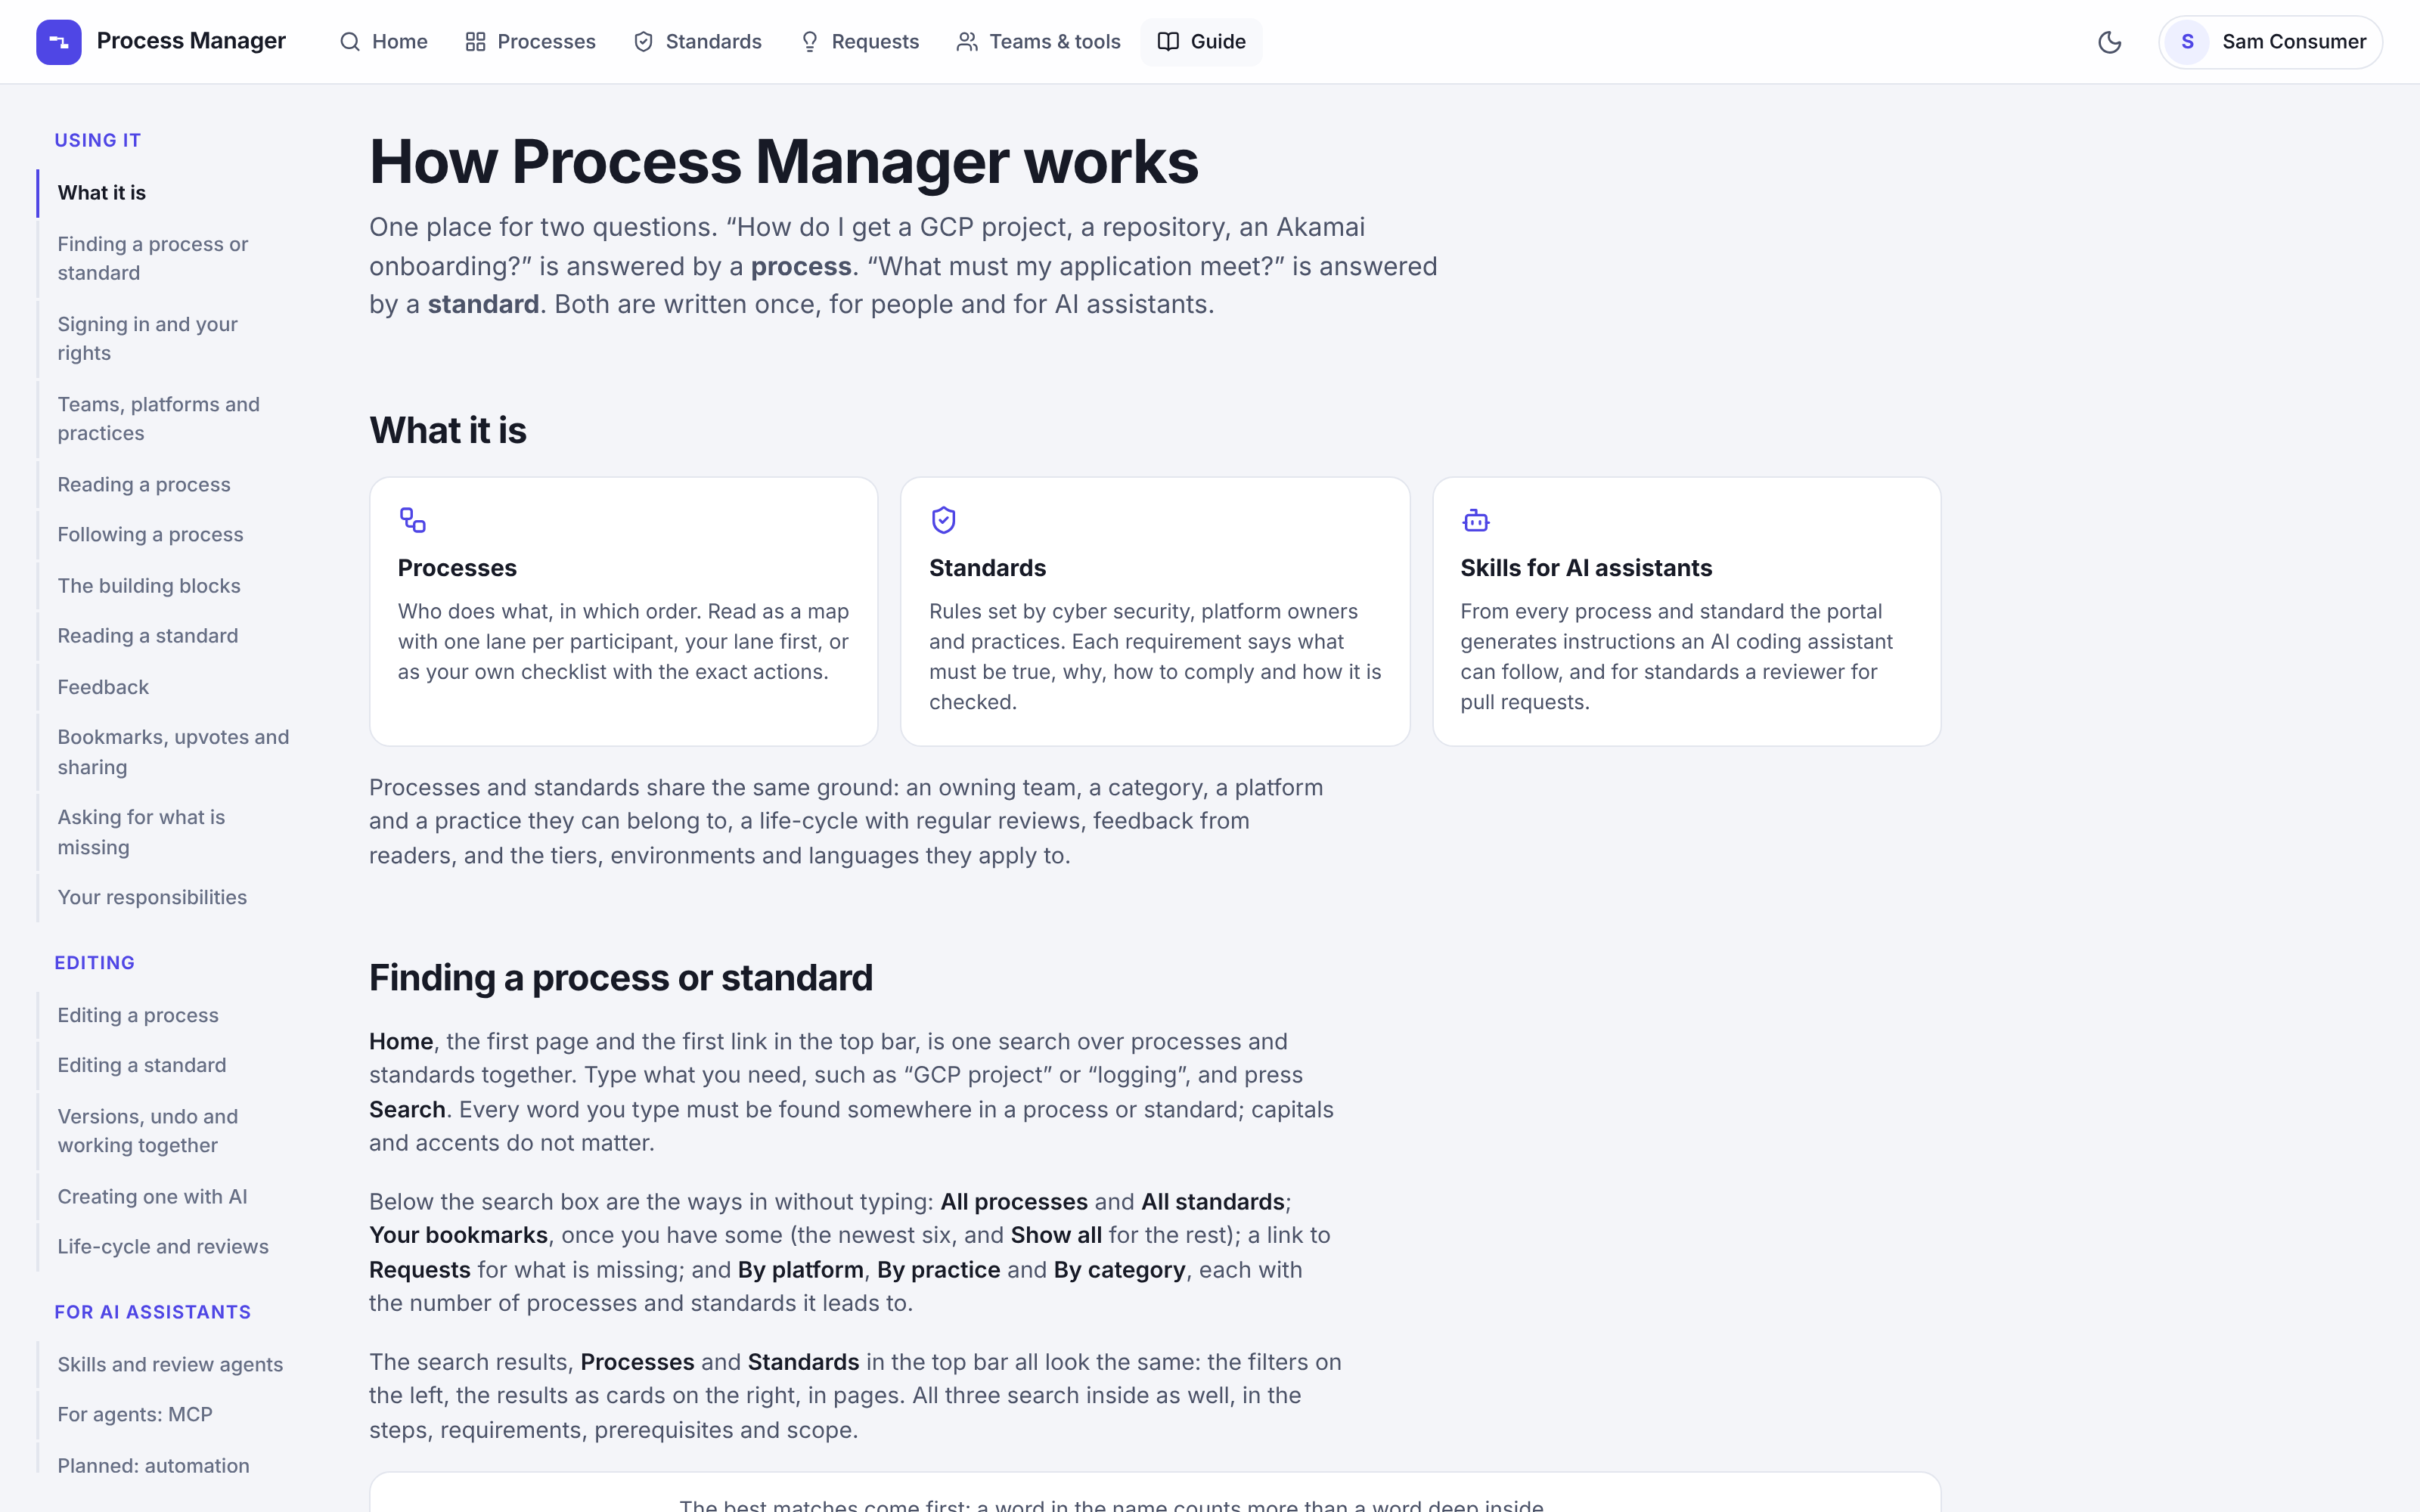 Process Manager
Home
Processes
Standards
Requests
Teams & tools
Guide
S
Sam Consumer
USING IT
What it is
Finding a process or
standard
Signing in and your
rights
Teams, platforms and
practices
Reading a process
Following a process
The building blocks
Reading a standard
Feedback
Bookmarks, upvotes and
sharing
Asking for what is
missing
Your responsibilities
EDITING
Editing a process
Editing a standard
Versions, undo and
working together
Creating one with AI
Life-cycle and reviews
FOR AI ASSISTANTS
Skills and review agents
For agents: MCP
Planned: automation
How Process Manager works
One place for two questions. “How do I get a GCP project, a repository, an Akamai
onboarding?” is answered by a process. “What must my application meet?” is answered
by a standard. Both are written once, for people and for AI assistants.
What it is
Processes
Who does what, in which order. Read as a map
with one lane per participant, your lane first, or
as your own checklist with the exact actions.
Standards
Rules set by cyber security, platform owners
and practices. Each requirement says what
must be true, why, how to comply and how it is
checked.
Skills for AI assistants
From every process and standard the portal
generates instructions an AI coding assistant
can follow, and for standards a reviewer for
pull requests.
Processes and standards share the same ground: an owning team, a category, a platform
and a practice they can belong to, a life-cycle with regular reviews, feedback from
readers, and the tiers, environments and languages they apply to.
Finding a process or standard
Home, the first page and the first link in the top bar, is one search over processes and
standards together. Type what you need, such as “GCP project” or “logging”, and press
Search. Every word you type must be found somewhere in a process or standard; capitals
and accents do not matter.
Below the search box are the ways in without typing: All processes and All standards;
Your bookmarks, once you have some (the newest six, and Show all for the rest); a link to
Requests for what is missing; and By platform, By practice and By category, each with
the number of processes and standards it leads to.
The search results, Processes and Standards in the top bar all look the same: the filters on
the left, the results as cards on the right, in pages. All three search inside as well, in the
steps, requirements, prerequisites and scope.
The best matches come first: a word in the name counts more than a word deep inside.